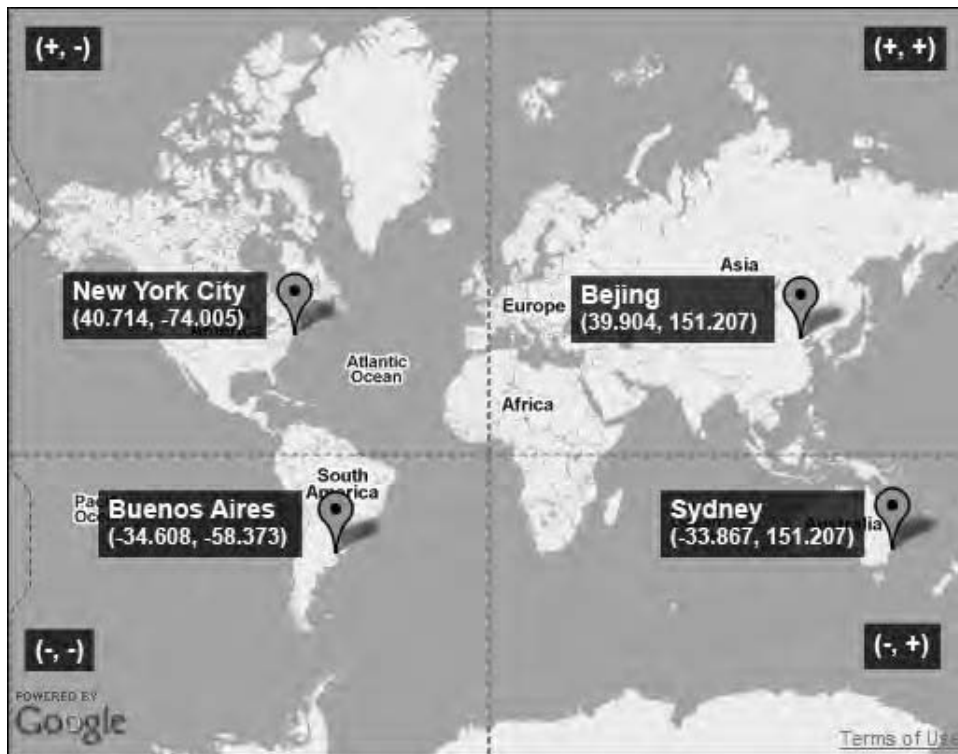 (+, -)
(+, +)
Asia
New York City
(40.714, -74.005)
Bejing
(39.904, 151.207)
Europe
Atlantic
Ocean
Africa
South
America
Buenos Aires
(-34.608, -58.373)
Sydney
(-33.867, 151.207)
Australia
(-, -)
(-, +)
POWERED BY
Google
Terms of Use